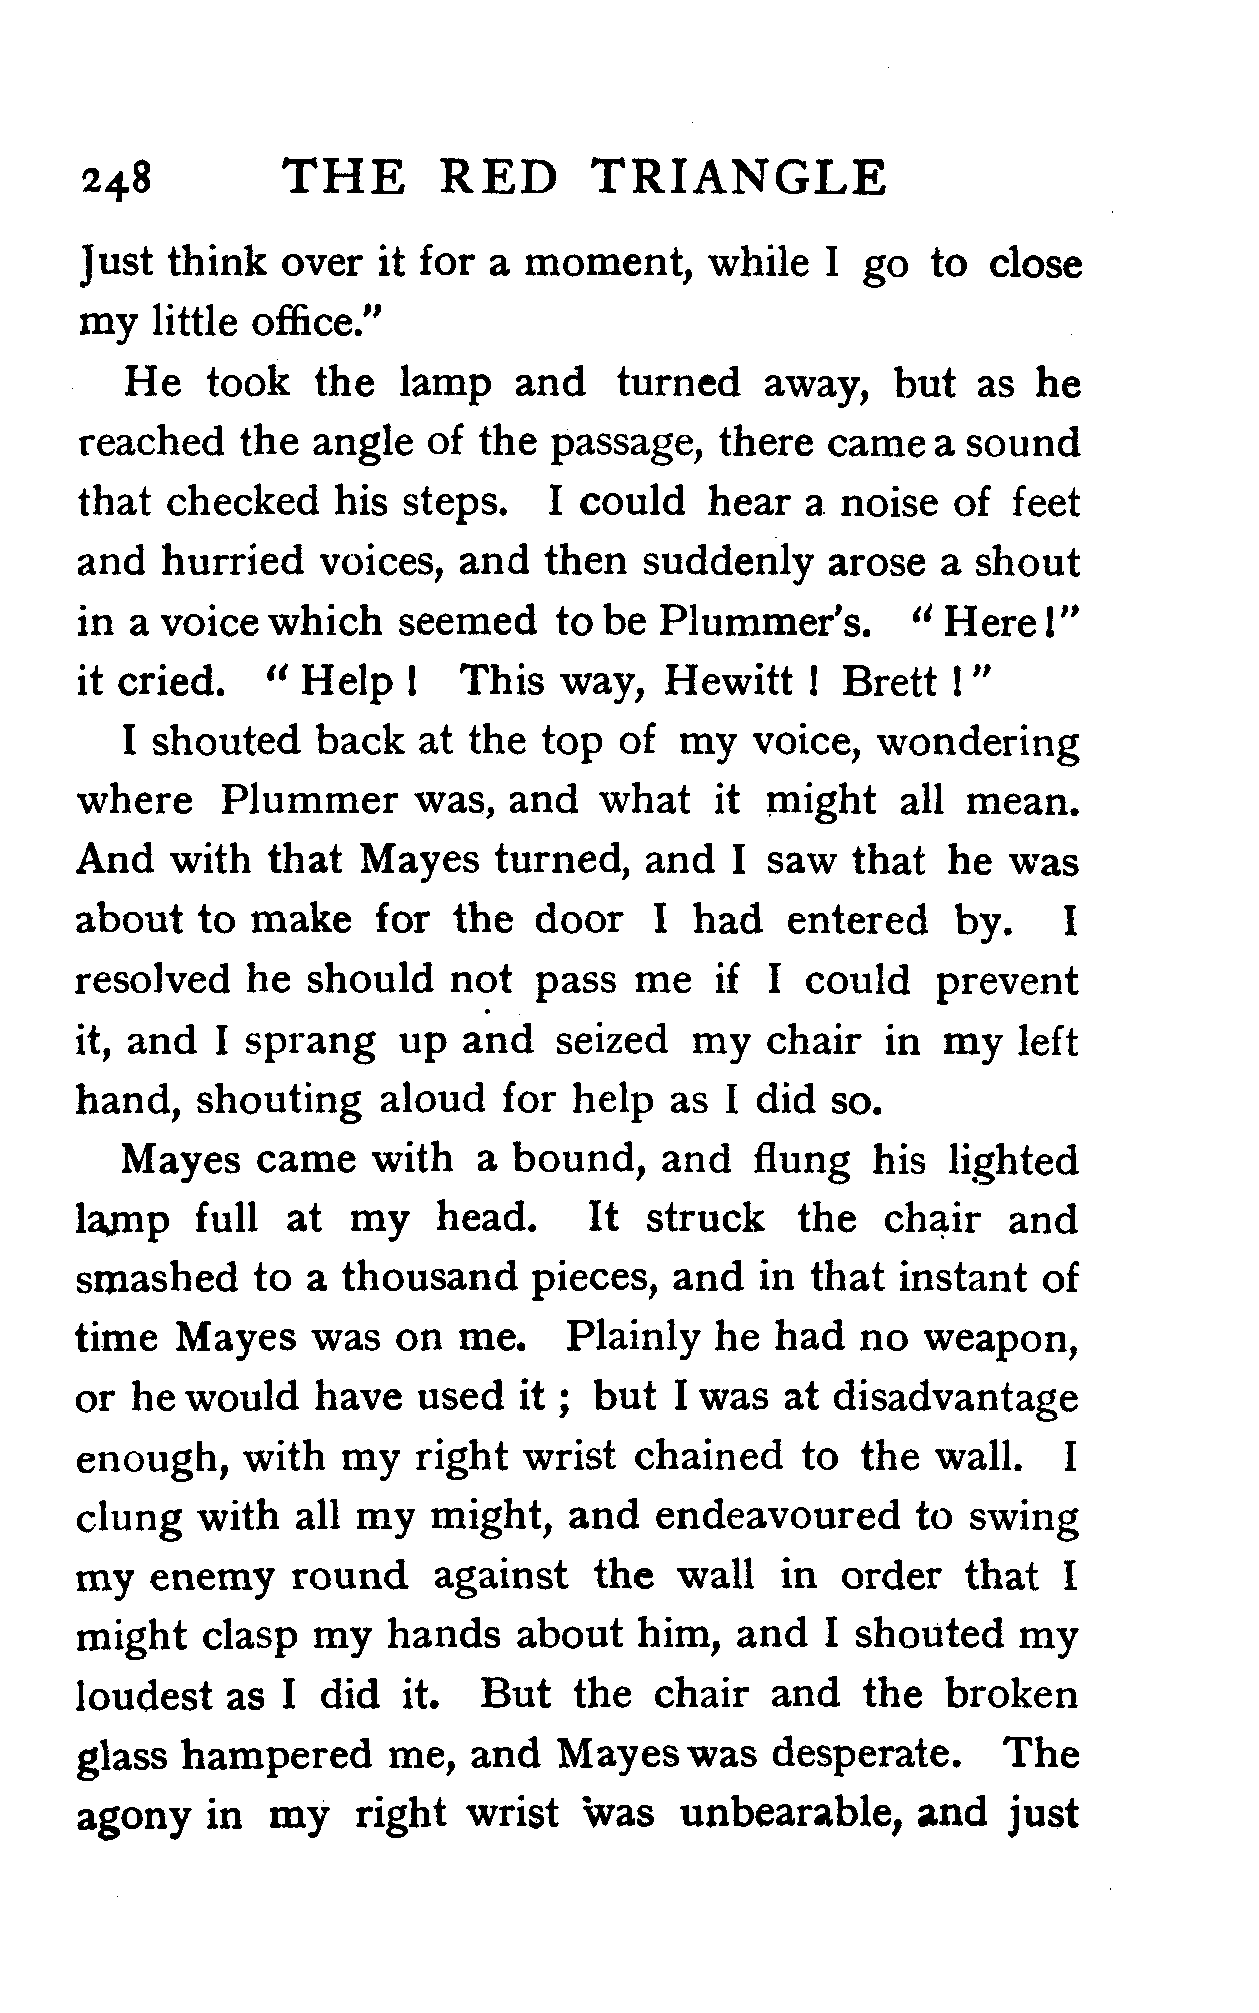 248 THE RED TRIANGLE
Just think over it for a moment, while I go to close
my little office."
He took the lamp and turned away, but as he
reached the angle of the passage, there came a sound
that checked his steps. I could hear a noise of feet
and hurried voices, and then suddenly arose a shout
in a voice which seemed to be Plummer's. "Here!"
it cried. "Help! This way, Hewitt! Brett!"
I shouted back at the top of my voice, wondering
where Plummer was, and what it might all mean.
And with that Mayes turned, and I saw that he was
about to make for the door I had entered by. I
resolved he should not pass me if I could prevent
it, and I sprang up and seized my chair in my left
hand, shouting aloud for help as I did so.
Mayes came with a bound, and flung his lighted
lamp full at my head. It struck the chair and
smashed to a thousand pieces, and in that instant of
time Mayes was on me. Plainly he had no weapon,
or he would have used it; but I was at disadvantage
enough, with my right wrist chained to the wall. I
clung with all my might, and endeavoured to swing
my enemy round against the wall in order that I
might clasp my hands about him, and I shouted my
loudest as I did it. But the chair and the broken
glass hampered me, and Mayes was desperate. The
agony in my right wrist was unbearable, and just